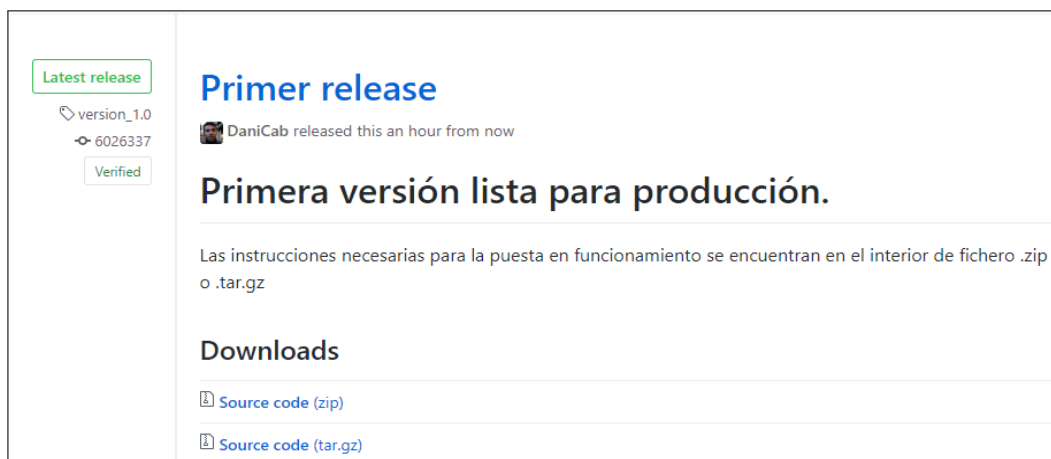 Latest release
version_1.0
6026337
Verified
Primer release
DaniCab released this an hour from now
Primera versión lista para producción.
Las instrucciones necesarias para la puesta en funcionamiento se encuentran en el interior de fichero .zip
o .tar.gz
Downloads
Source code (zip)
Source code (tar.gz)